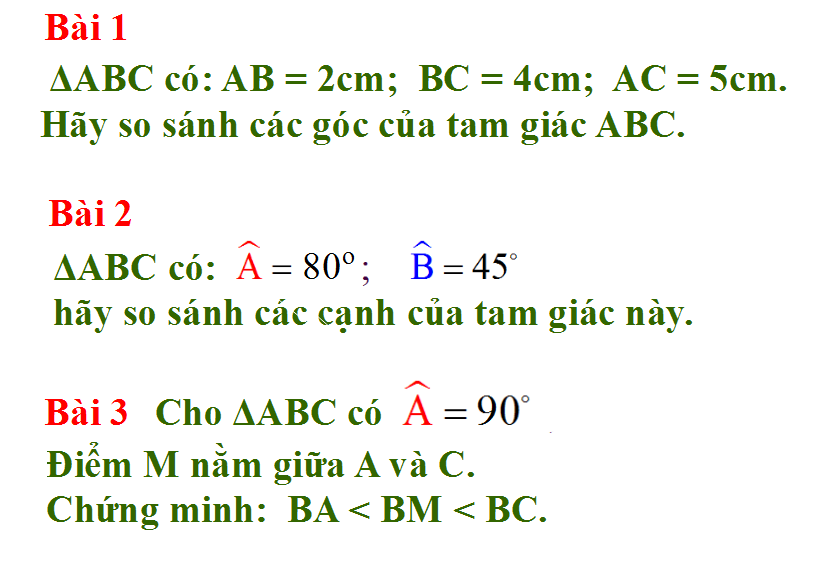 Bài 1
ΔABC có: AB = 2cm; BC = 4cm; AC = 5cm.
Hãy so sánh các góc của tam giác ABC.
Bài 2
ΔABC có: Â = 80º; B̂ = 45°
hãy so sánh các cạnh của tam giác này.
Bài 3 Cho ΔABC có Â = 90°
Điểm M nằm giữa A và C.
Chứng minh: BA < BM < BC.